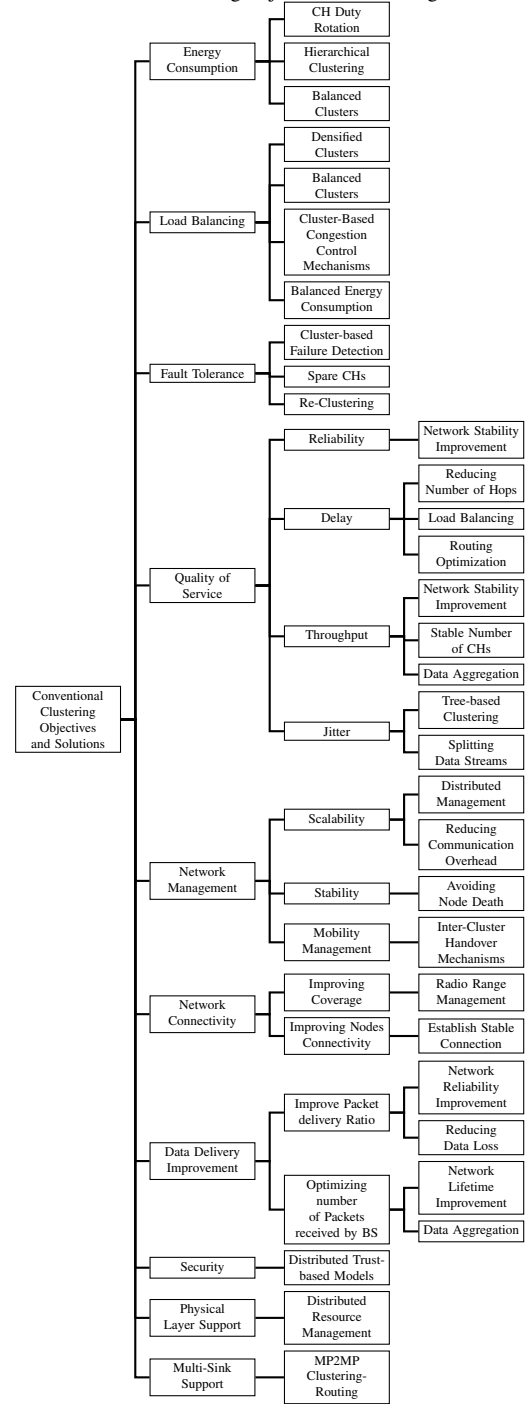 CH Duty
Rotation
Energy
Consumption
Hierarchical
Clustering
Balanced
Clusters
Densified
Clusters
Balanced
Clusters
Load Balancing
Cluster-Based
Congestion
Control
Mechanisms
Balanced Energy
Consumption
Cluster-based
Failure Detection
Fault Tolerance
Spare CHs
Re-Clustering
Reliability
Network Stability
Improvement
Reducing
Number of Hops
Delay
Load Balancing
Routing
Optimization
Quality of
Service
Network Stability
Improvement
Throughput
Stable Number
of CHs
Data Aggregation
Conventional
Clustering
Objectives
and Solutions
Tree-based
Clustering
Jitter
Splitting
Data Streams
Distributed
Management
Scalability
Reducing
Communication
Overhead
Network
Management
Stability
Avoiding
Node Death
Mobility
Management
Inter-Cluster
Handover
Mechanisms
Improving
Coverage
Radio Range
Management
Network
Connectivity
Improving Nodes
Connectivity
Establish Stable
Connection
Network
Reliability
Improvement
Improve Packet
delivery Ratio
Reducing
Data Loss
Data Delivery
Improvement
Network
Lifetime
Improvement
Optimizing
number
of Packets
received by BS
Data Aggregation
Security
Distributed Trust-
based Models
Physical
Layer Support
Distributed
Resource
Management
Multi-Sink
Support
MP2MP
Clustering-
Routing